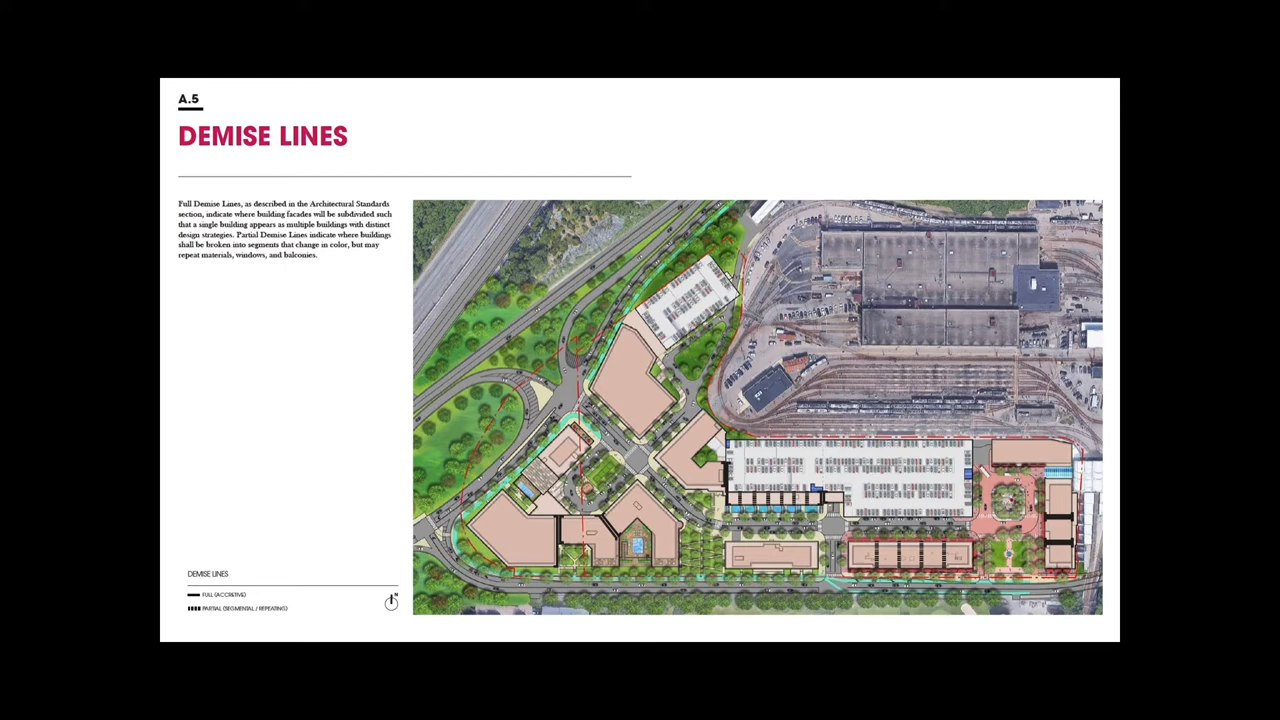 A.5
DEMISE LINES
Full Demise Lines, as described in the Architectural Standards
section, indicate where building facades will be subdivided such
that a single building appears as multiple buildings with distinct
design strategies. Partial Demise Lines indicate where buildings
shall be broken into segments that change in color, but may
repeat materials, windows, and balconies.
DEMISE LINES
FULL (ACCRETIVE)
PARTIAL (SEGMENTAL / REPEATING)
N